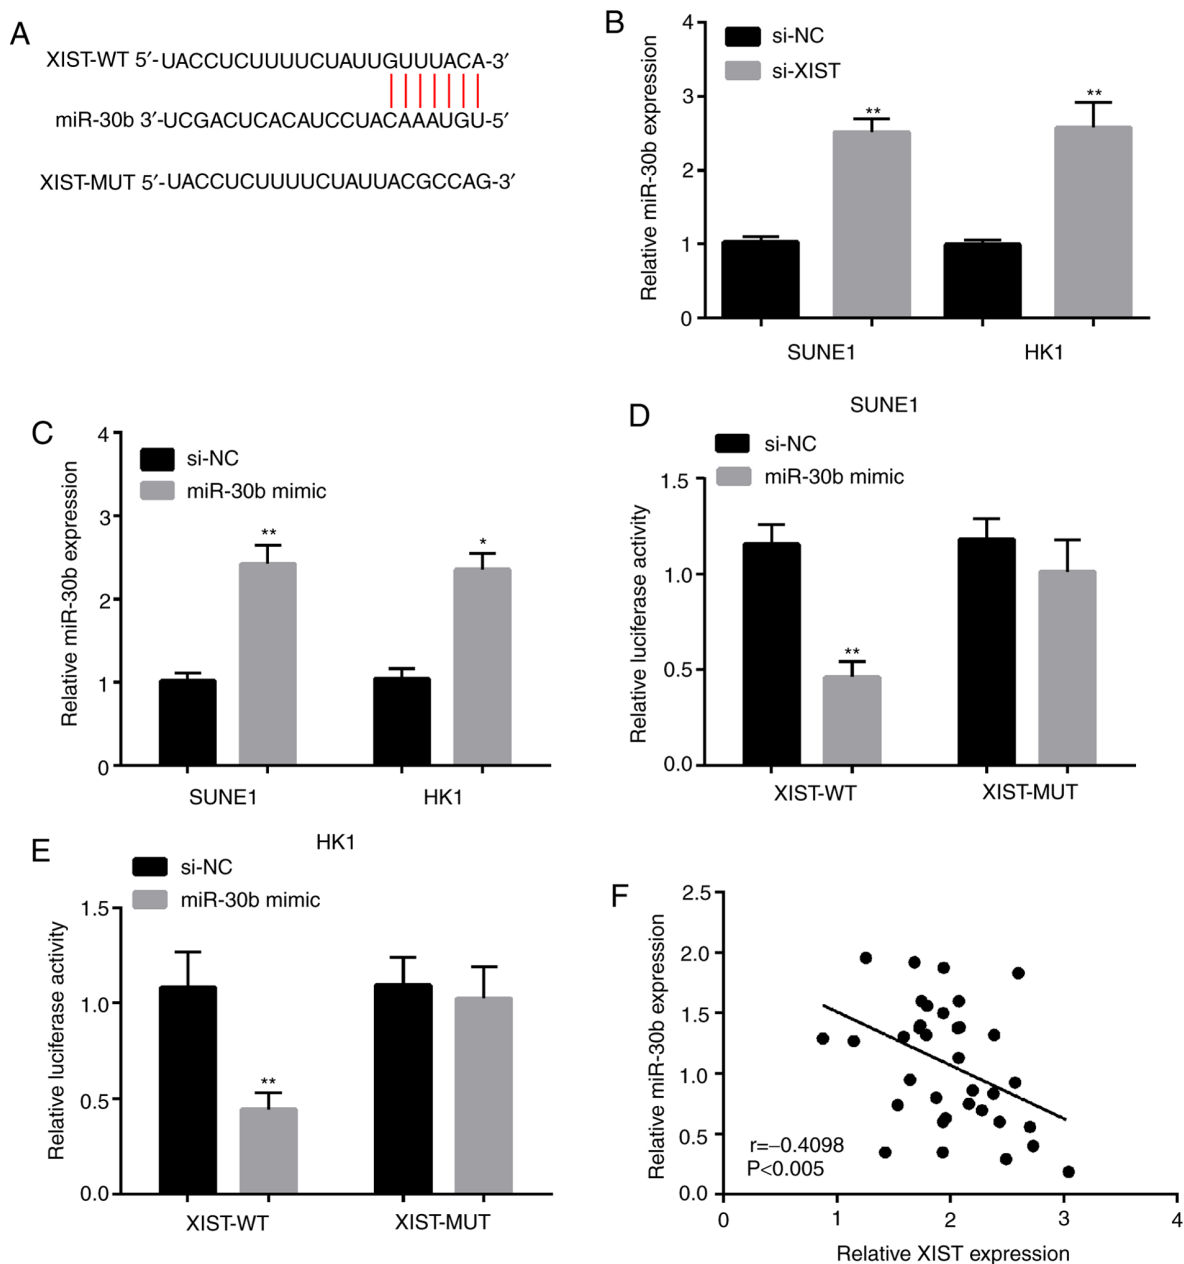 A
XIST-WT 5′-UACCUCUUUUCUAUUGUUUACA-3′
miR-30b 3′-UCGACUCACAUCCUACAAAUGU-5′
XIST-MUT 5′-UACCUCUUUUCUAUUACGCCAG-3′
B
si-NC
si-XIST
Relative miR-30b expression
4
3
2
1
0
**
**
SUNE1
HK1
C
si-NC
miR-30b mimic
Relative miR-30b expression
4
3
2
1
0
**
*
SUNE1
HK1
D
SUNE1
si-NC
miR-30b mimic
Relative luciferase activity
1.5
1.0
0.5
0.0
**
XIST-WT
XIST-MUT
E
HK1
si-NC
miR-30b mimic
Relative luciferase activity
1.5
1.0
0.5
0.0
**
XIST-WT
XIST-MUT
F
Relative miR-30b expression
2.5
2.0
1.5
1.0
0.5
0.0
r=−0.4098
P<0.005
0 1 2 3 4
Relative XIST expression